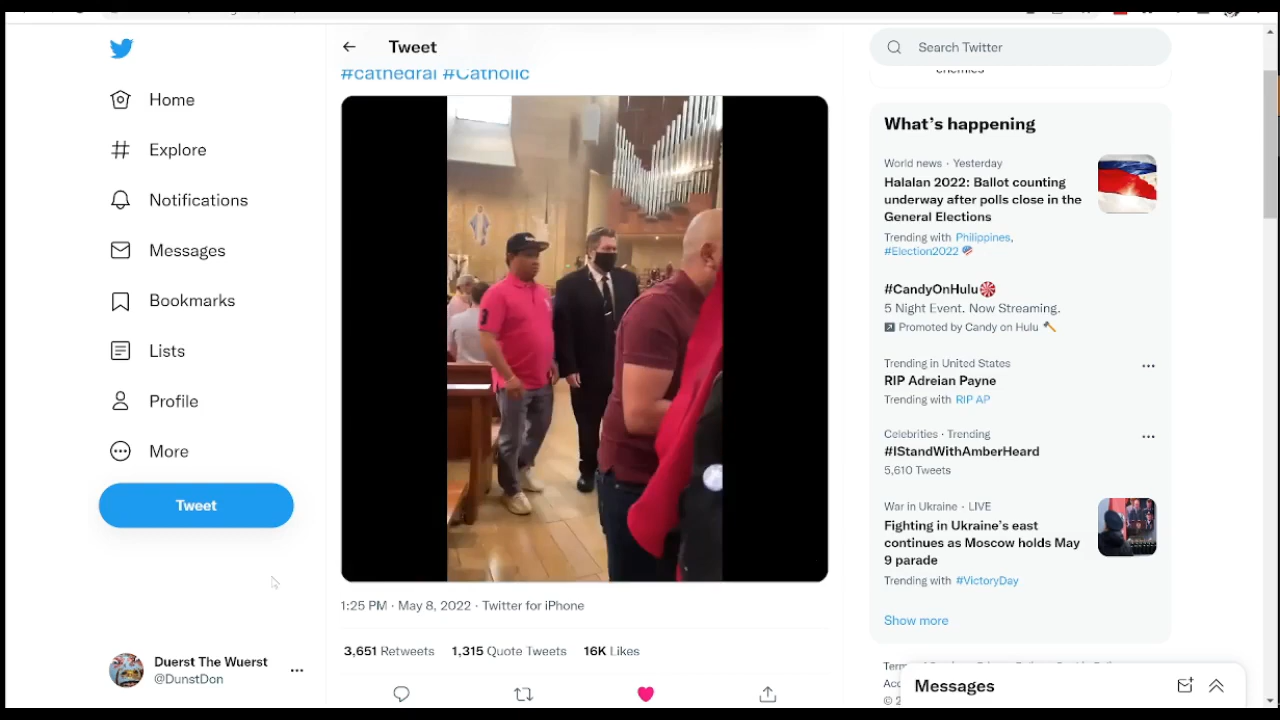 Home
Explore
Notifications
Messages
Bookmarks
Lists
Profile
More
Tweet
Duerst The Wuerst
@DunstDon
Tweet
#cathedral #Catholic
1:25 PM · May 8, 2022 · Twitter for iPhone
3,651 Retweets 1,315 Quote Tweets 16K Likes
Search Twitter
enemies
What's happening
World news · Yesterday
Halalan 2022: Ballot counting
underway after polls close in the
General Elections
Trending with Philippines,
#Election2022
#CandyOnHulu
5 Night Event. Now Streaming.
Promoted by Candy on Hulu
Trending in United States
RIP Adreian Payne
Trending with RIP AP
Celebrities · Trending
#IStandWithAmberHeard
5,610 Tweets
War in Ukraine · LIVE
Fighting in Ukraine's east
continues as Moscow holds May
9 parade
Trending with #VictoryDay
Show more
Messages